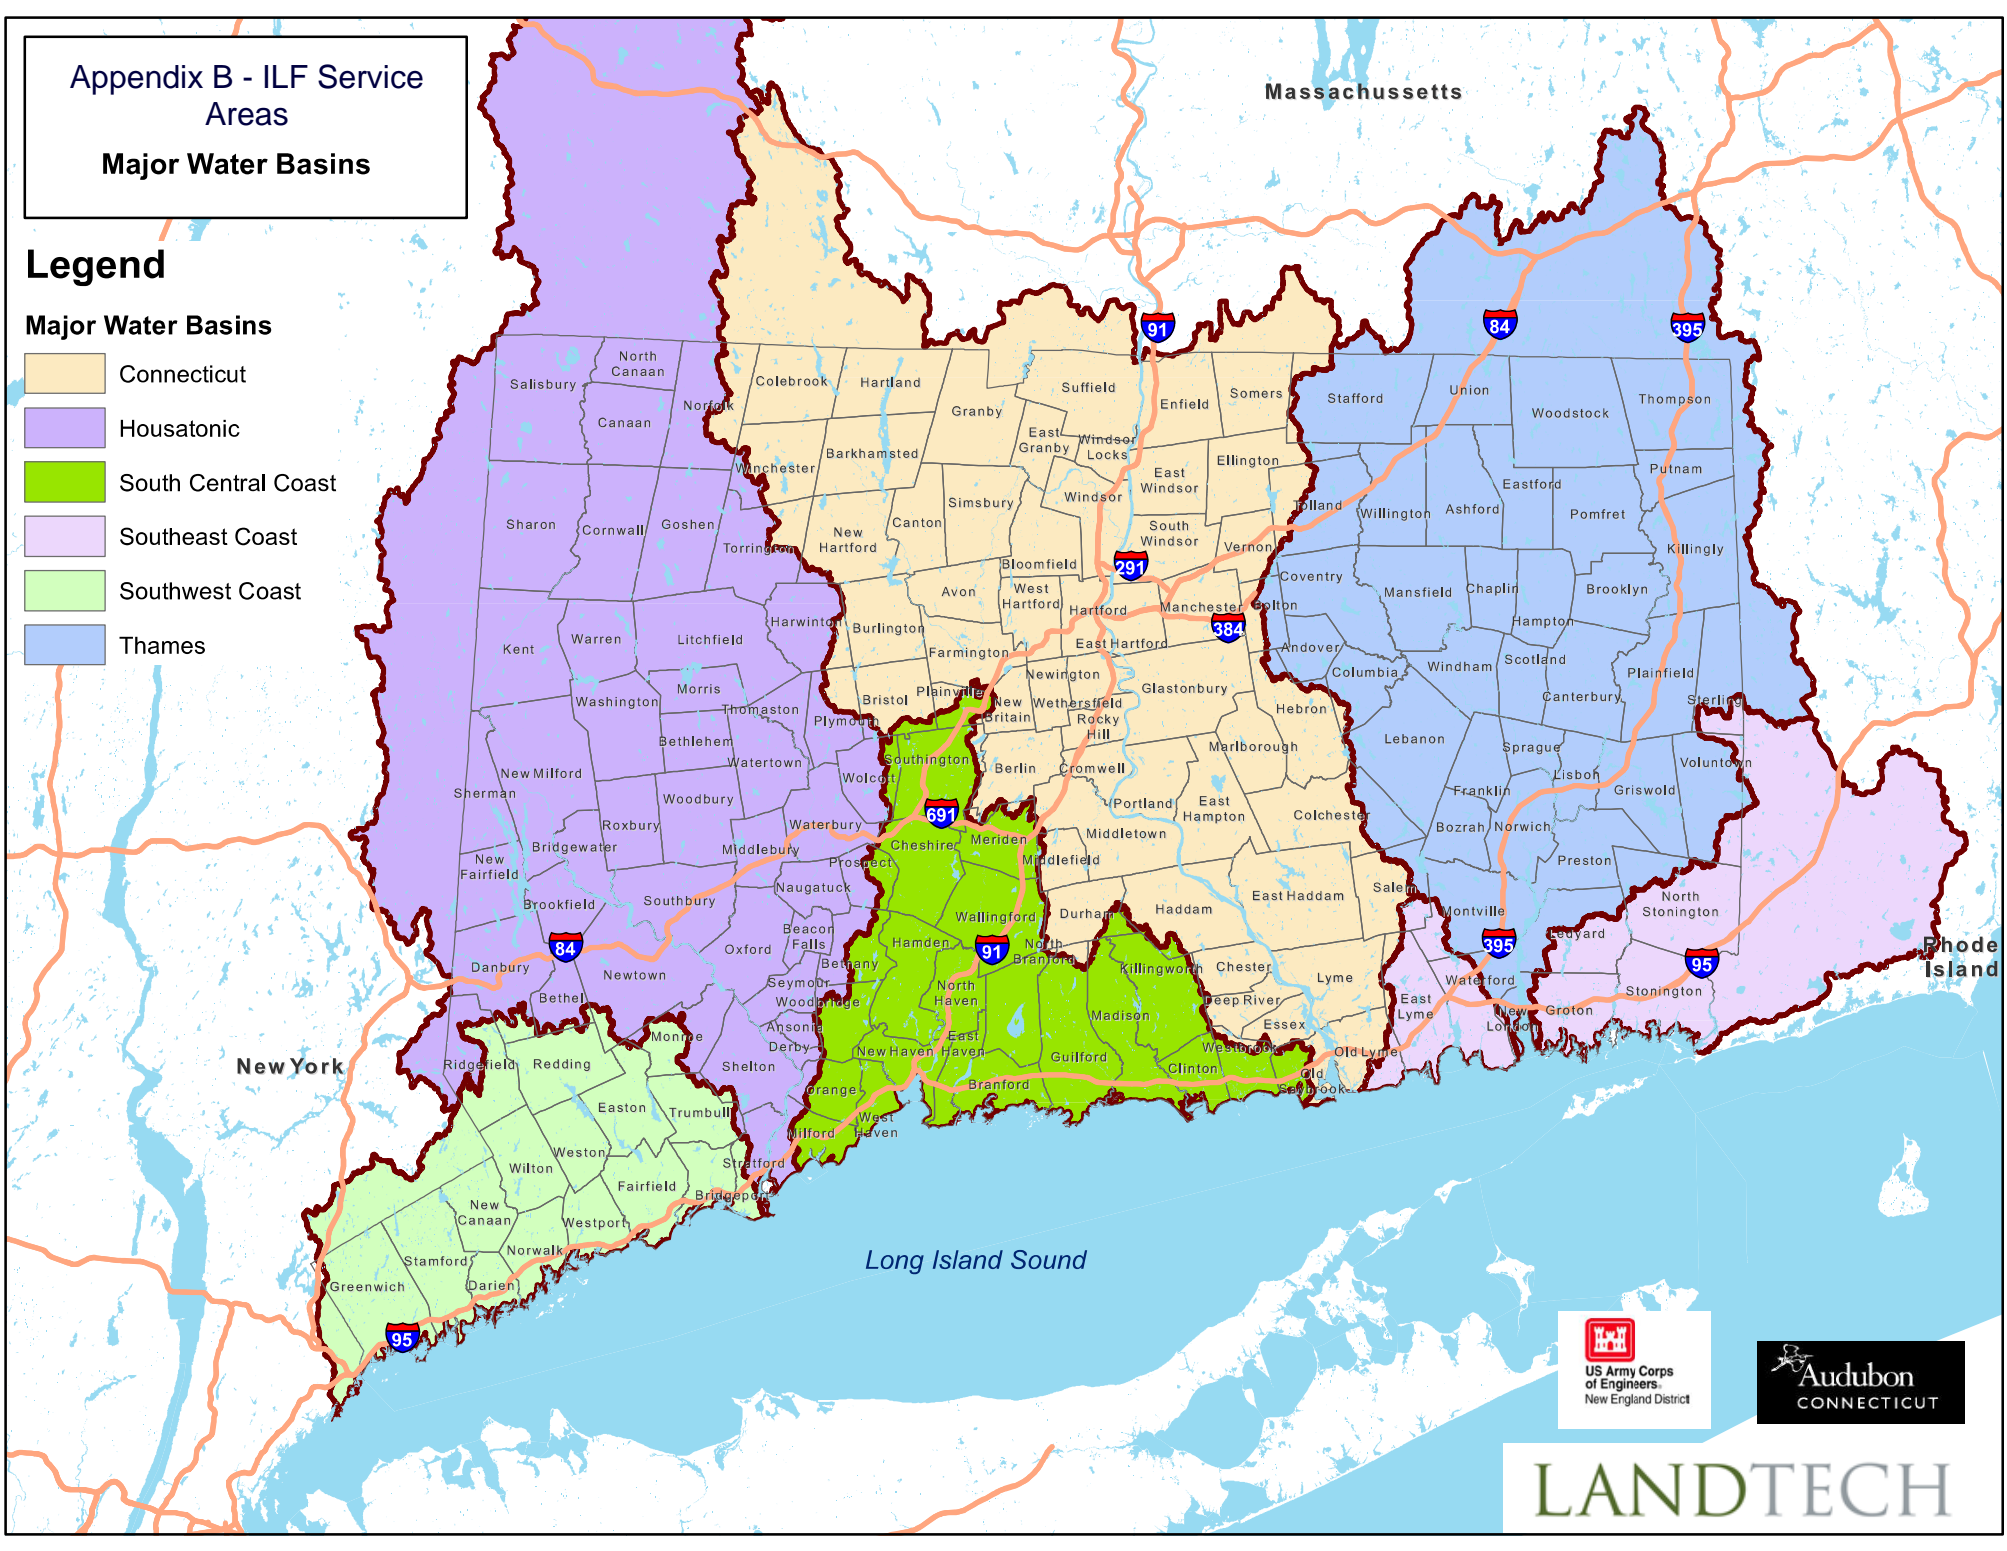 Appendix B - ILF Service
Areas
Major Water Basins
Legend
Major Water Basins
Connecticut
Housatonic
South Central Coast
Southeast Coast
Southwest Coast
Thames
Massachussetts
New York
Rhode
Island
Long Island Sound
91
84
395
291
384
691
84
91
395
95
95
Salisbury
North
Canaan
Canaan
Norfolk
Colebrook
Hartland
Granby
Suffield
Enfield
Somers
Stafford
Union
Woodstock
Thompson
East
Granby
Windsor
Locks
Winchester
Barkhamsted
East
Windsor
Ellington
Putnam
Eastford
Simsbury
Windsor
Tolland
Willington
Ashford
Pomfret
Sharon
Cornwall
Goshen
Torrington
New
Hartford
Canton
South
Windsor
Vernon
Killingly
Bloomfield
Coventry
Mansfield
Chaplin
Brooklyn
Avon
West
Hartford
Hartford
Manchester
Bolton
Hampton
Kent
Warren
Litchfield
Harwinton
Burlington
Farmington
East Hartford
Andover
Columbia
Windham
Scotland
Plainfield
Newington
Washington
Morris
Thomaston
Bristol
Plainville
New
Britain
Wethersfield
Rocky
Hill
Glastonbury
Hebron
Canterbury
Sterling
Plymouth
Bethlehem
Watertown
Southington
Marlborough
Lebanon
Sprague
Lisbon
Voluntown
New Milford
Sherman
Wolcott
Berlin
Cromwell
Franklin
Griswold
Woodbury
Portland
East
Hampton
Colchester
Roxbury
Waterbury
Middletown
Bozrah
Norwich
Bridgewater
Middlebury
Cheshire
Meriden
Prospect
Middlefield
Preston
New
Fairfield
Naugatuck
Salem
Brookfield
Southbury
Wallingford
Durham
Haddam
East Haddam
Montville
North
Stonington
Beacon
Falls
Oxford
Hamden
North
Branford
Ledyard
Danbury
Newtown
Bethany
Killingworth
Chester
Lyme
Waterford
Bethel
Seymour
Woodbridge
North
Haven
Deep River
East
Lyme
Stonington
Groton
New
London
Madison
Ansonia
Derby
Essex
Monroe
East
Haven
New Haven
Ridgefield
Redding
Shelton
Guilford
Westbrook
Old Lyme
Clinton
Old
Saybrook
Orange
Branford
Easton
Trumbull
West
Haven
Milford
Weston
Wilton
Stratford
Fairfield
Bridgeport
New
Canaan
Westport
Norwalk
Stamford
Darien
Greenwich
US Army Corps
of Engineers®
New England District
Audubon
CONNECTICUT
LANDTECH